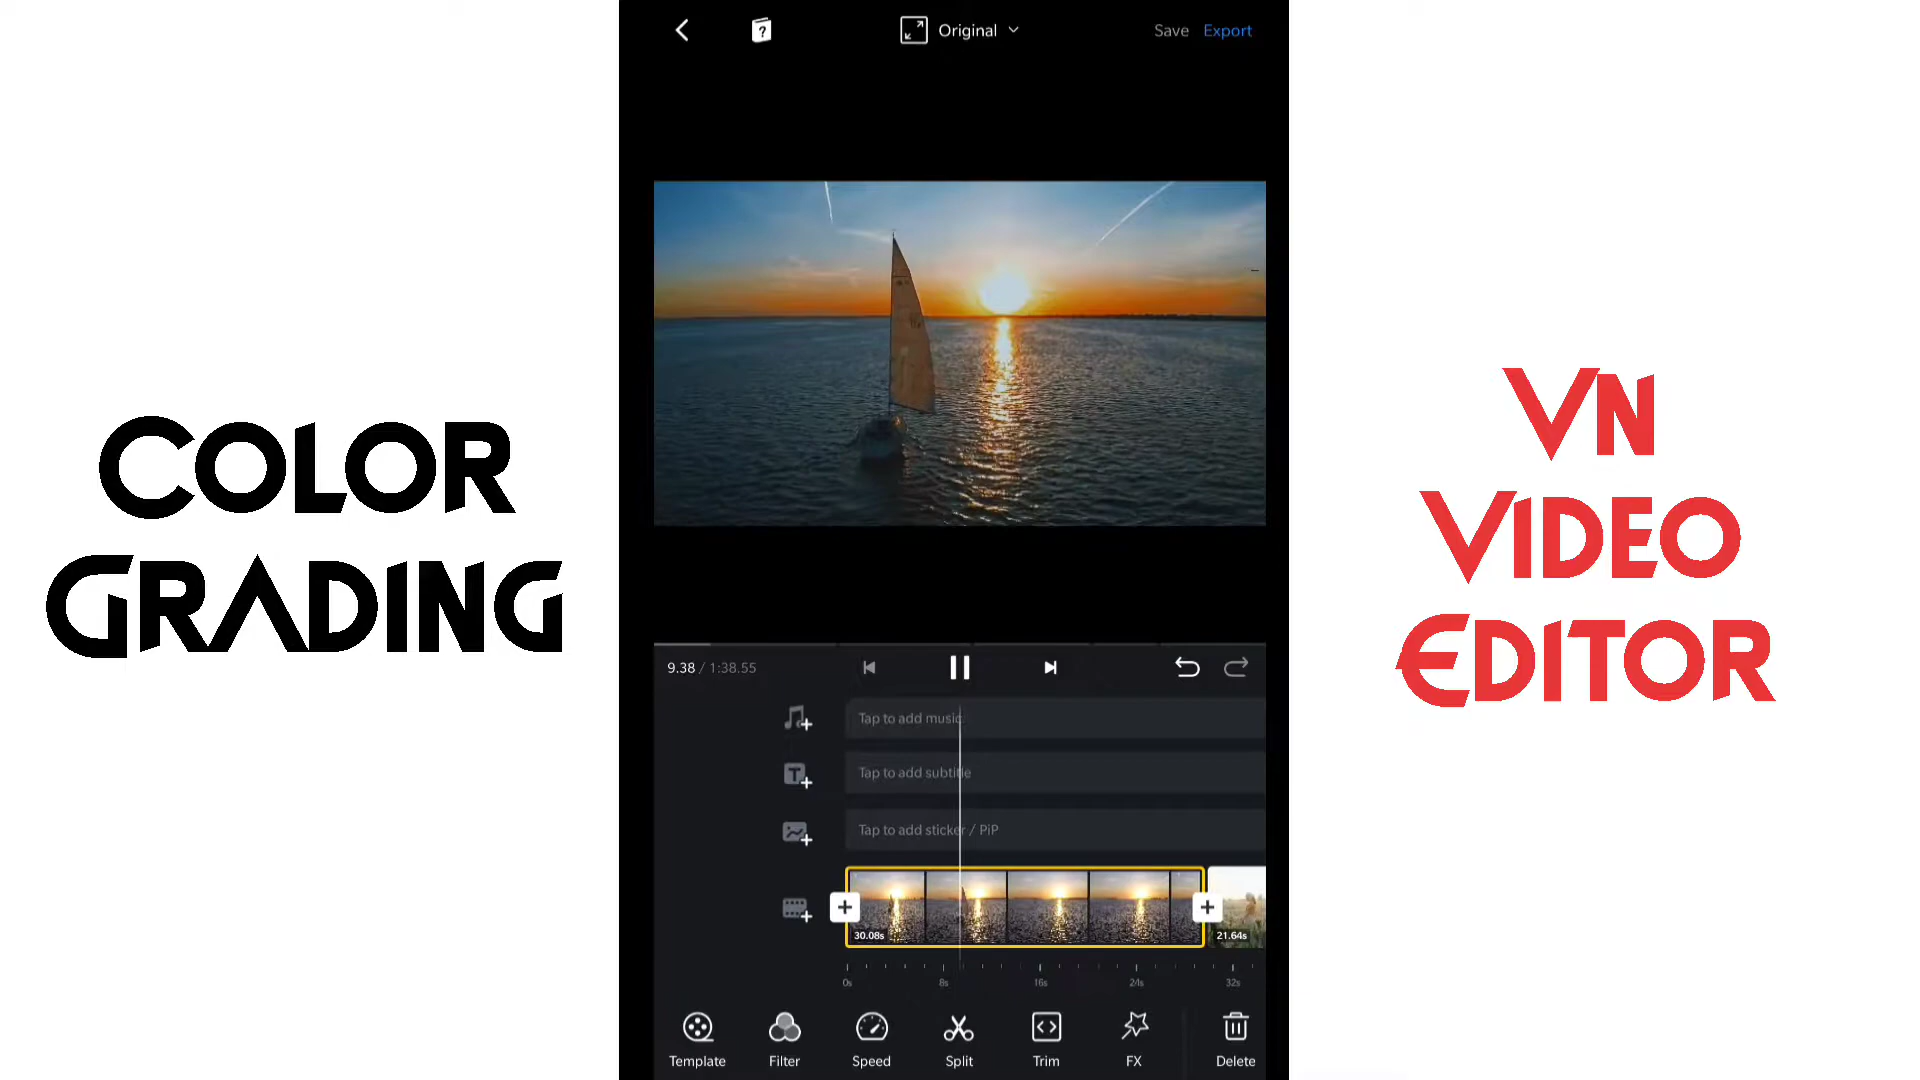 Original
Save Export
Color
Grading
Vn
Video
Editor
9.38 / 1:38.55
Tap to add music
Tap to add subtitle
Tap to add sticker / PiP
30.08s
21.64s
0s 8s 16s 24s 32s
Template Filter Speed Split Trim FX Delete